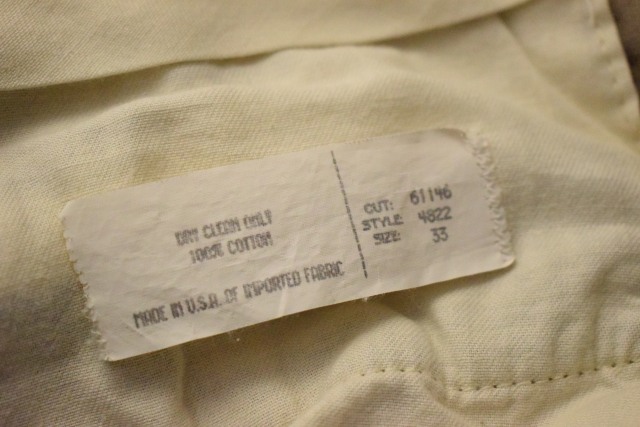 DRY CLEAN ONLY
100% COTTON
MADE IN U.S.A. OF IMPORTED FABRIC
CUT: 61146
STYLE: 4822
SIZE: 33